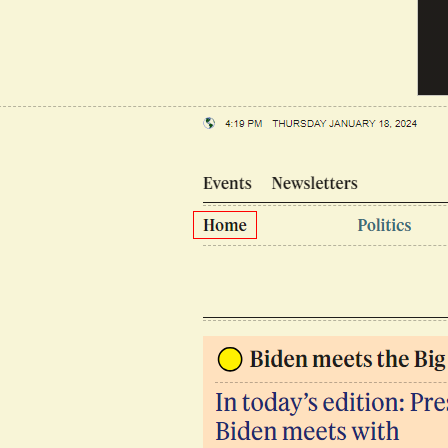 4:19 PM THURSDAY JANUARY 18, 2024
Events Newsletters
Home Politics
Biden meets the Big
In today's edition: Pres
Biden meets with